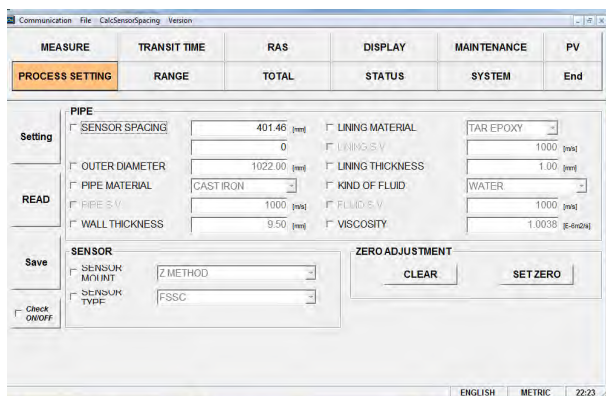 Communication File CalcSensorSpacing Version
MEASURE TRANSIT TIME RAS DISPLAY MAINTENANCE PV
PROCESS SETTING RANGE TOTAL STATUS SYSTEM End
PIPE
Setting
SENSOR SPACING 401.46 [mm] LINING MATERIAL TAR EPOXY
0 LINING S.V 1000 [m/s]
OUTER DIAMETER 1022.00 [mm] LINING THICKNESS 1.00 [mm]
READ
PIPE MATERIAL CAST IRON KIND OF FLUID WATER
PIPE S.V 1000 [m/s] FLUID S.V 1000 [m/s]
WALL THICKNESS 9.50 [mm] VISCOSITY 1.0038 [E-6m2/s]
Save
SENSOR ZERO ADJUSTMENT
SENSOR MOUNT Z METHOD CLEAR SET ZERO
SENSOR TYPE FSSC
Check
ON/OFF
ENGLISH METRIC 22:23